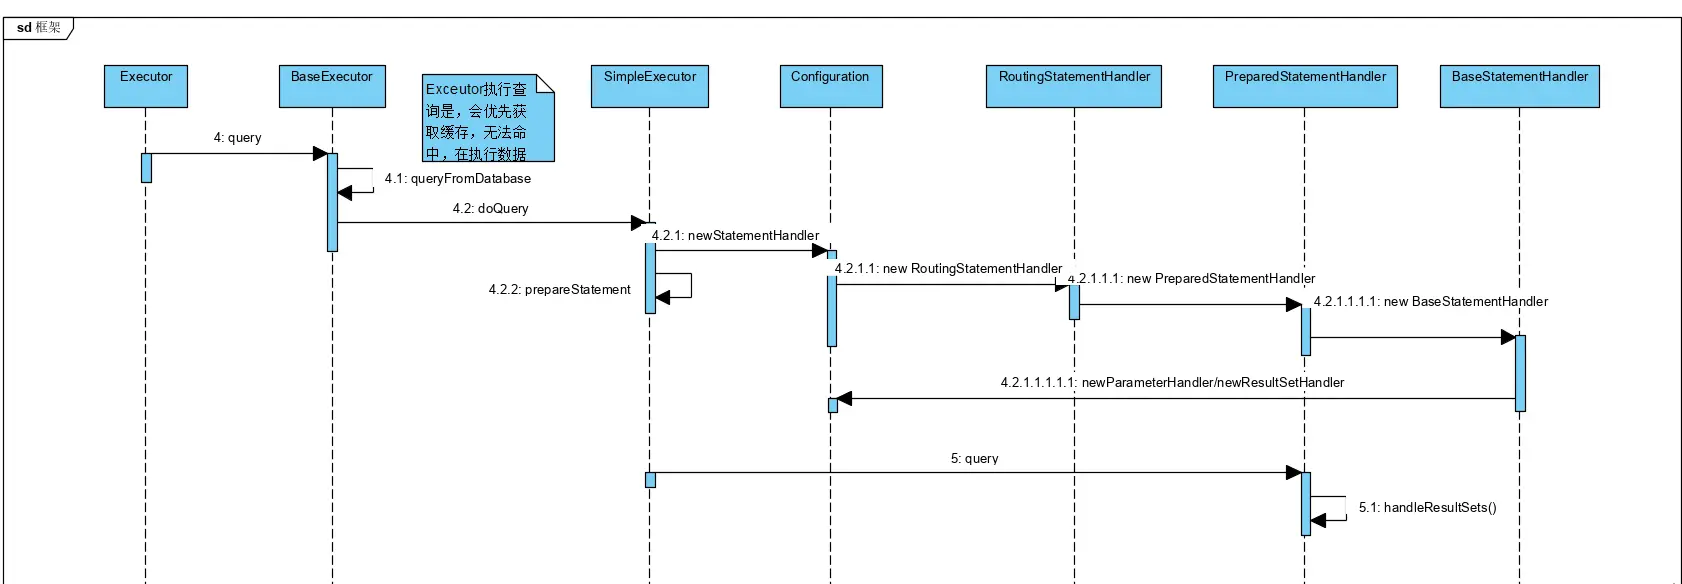 sd 框架
Executor
BaseExecutor
SimpleExecutor
Configuration
RoutingStatementHandler
PreparedStatementHandler
BaseStatementHandler
Exceutor执行查
询是，会优先获
取缓存，无法命
中，在执行数据
4: query
4.1: queryFromDatabase
4.2: doQuery
4.2.1: newStatementHandler
4.2.1.1: new RoutingStatementHandler
4.2.1.1.1: new PreparedStatementHandler
4.2.2: prepareStatement
4.2.1.1.1.1: new BaseStatementHandler
4.2.1.1.1.1.1: newParameterHandler/newResultSetHandler
5: query
5.1: handleResultSets()